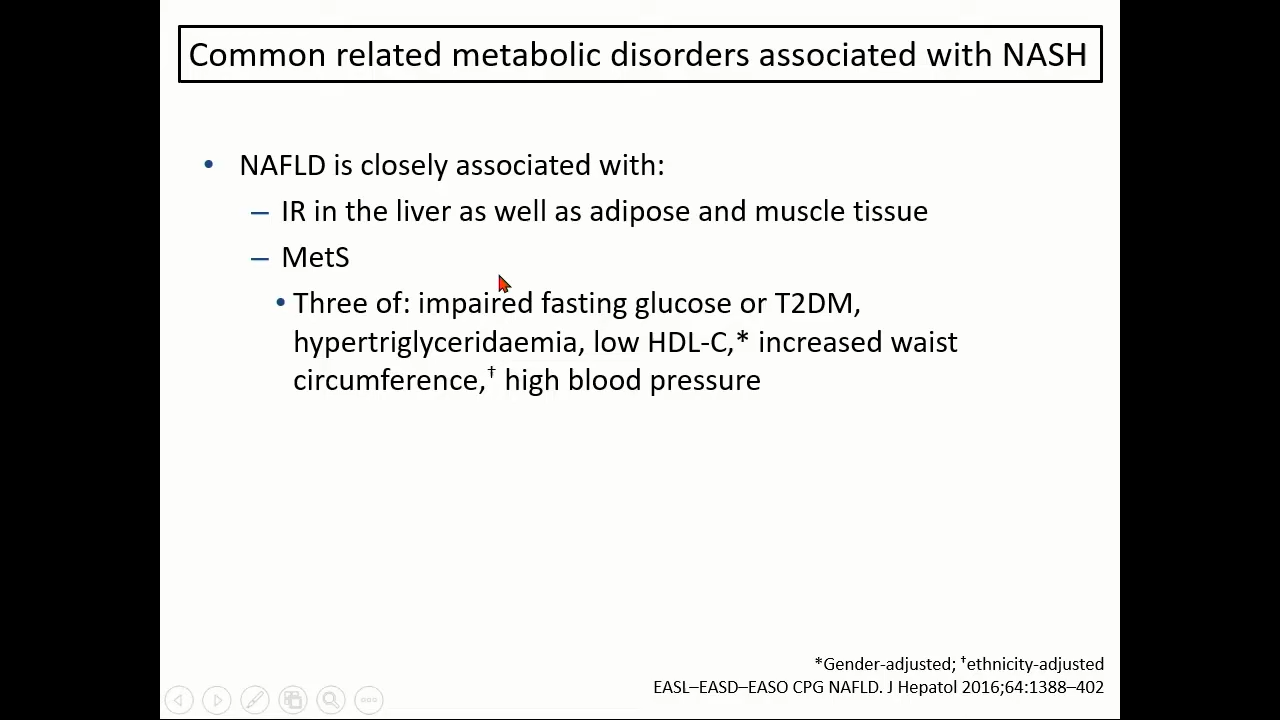 Common related metabolic disorders associated with NASH
• NAFLD is closely associated with:
– IR in the liver as well as adipose and muscle tissue
– MetS
• Three of: impaired fasting glucose or T2DM,
hypertriglyceridaemia, low HDL-C,* increased waist
circumference,† high blood pressure
*Gender-adjusted; †ethnicity-adjusted
EASL–EASD–EASO CPG NAFLD. J Hepatol 2016;64:1388–402